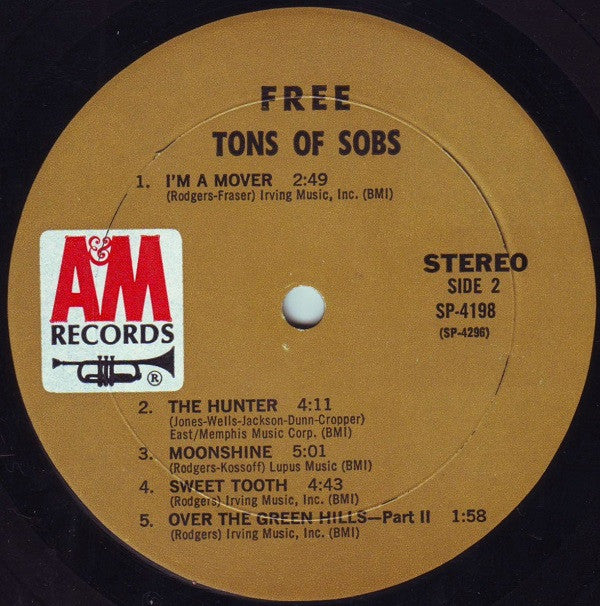 FREE
TONS OF SOBS
1. I'M A MOVER 2:49
(Rodgers-Fraser) Irving Music, Inc. (BMI)
A&M
RECORDS
®
STEREO
SIDE 2
SP-4198
(SP-4296)
2. THE HUNTER 4:11
(Jones-Wells-Jackson-Dunn-Cropper)
East/Memphis Music Corp. (BMI)
3. MOONSHINE 5:01
(Rodgers-Kossoff) Lupus Music (BMI)
4. SWEET TOOTH 4:43
(Rodgers) Irving Music, Inc. (BMI)
5. OVER THE GREEN HILLS—Part II 1:58
(Rodgers) Irving Music, Inc. (BMI)